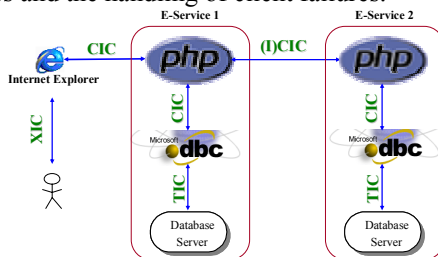 es and the handling of client failures.
E-Service 1
E-Service 2
CIC
(I)CIC
php
php
Internet Explorer
XIC
CIC
CIC
Microsoft
dbc
Microsoft
dbc
TIC
TIC
Database
Server
Database
Server